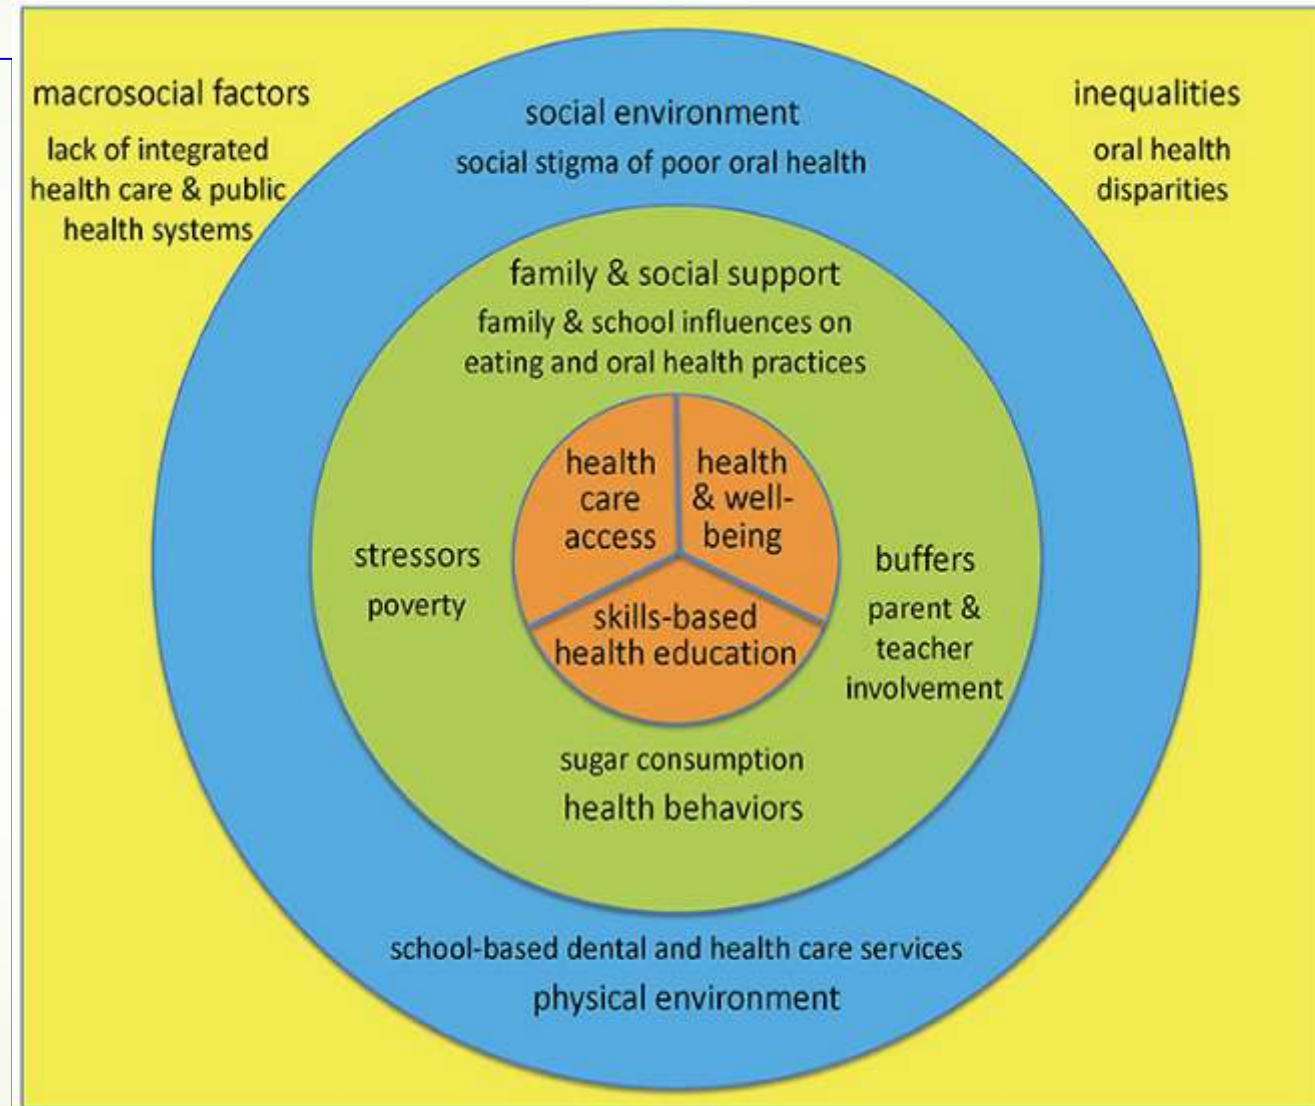 macrosocial factors
lack of integrated
health care & public
health systems
inequalities
oral health
disparities
social environment
social stigma of poor oral health
family & social support
family & school influences on
eating and oral health practices
health
care
access
health
& well-
being
skills-based
health education
stressors
poverty
buffers
parent &
teacher
involvement
sugar consumption
health behaviors
school-based dental and health care services
physical environment